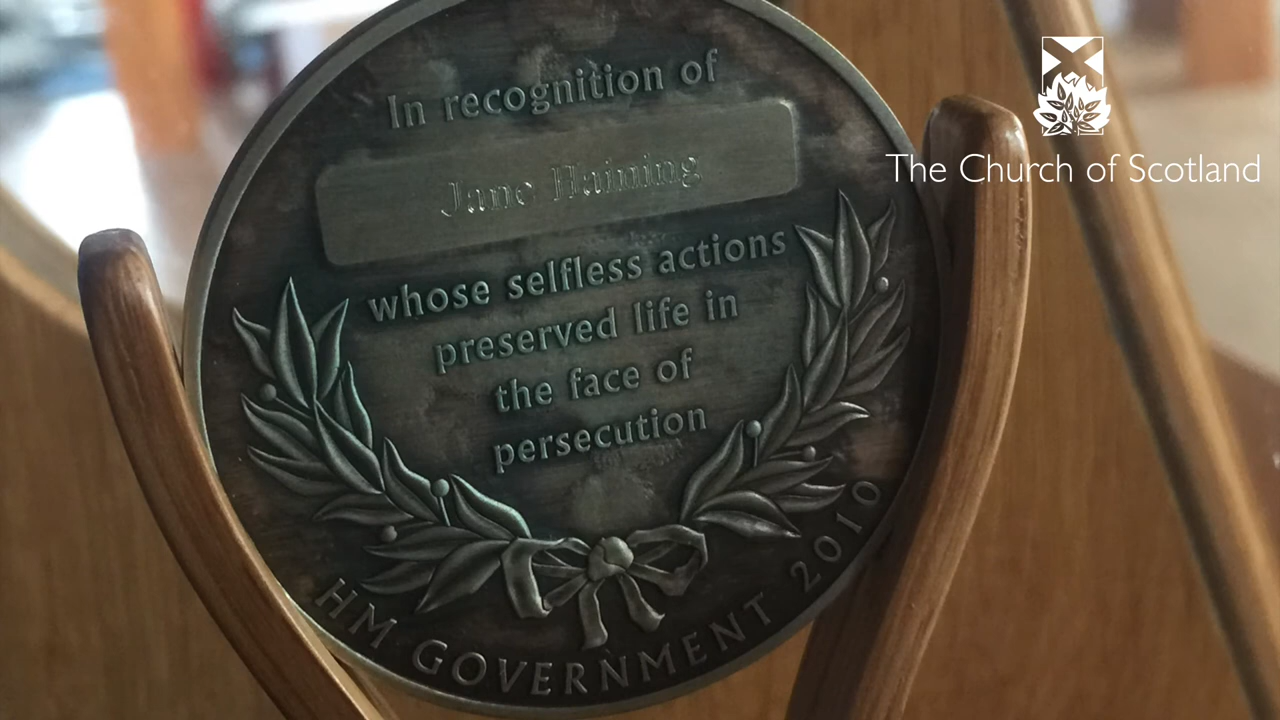 In recognition of
Jane Haining
whose selfless actions
preserved life in
the face of
persecution
HM GOVERNMENT 2010
The Church of Scotland